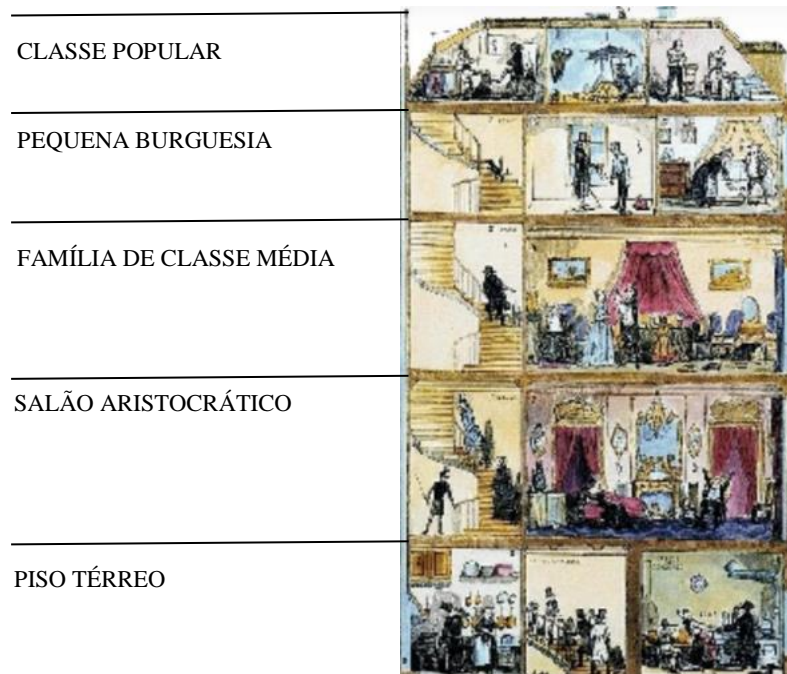 CLASSE POPULAR
PEQUENA BURGUESIA
FAMÍLIA DE CLASSE MÉDIA
SALÃO ARISTOCRÁTICO
PISO TÉRREO